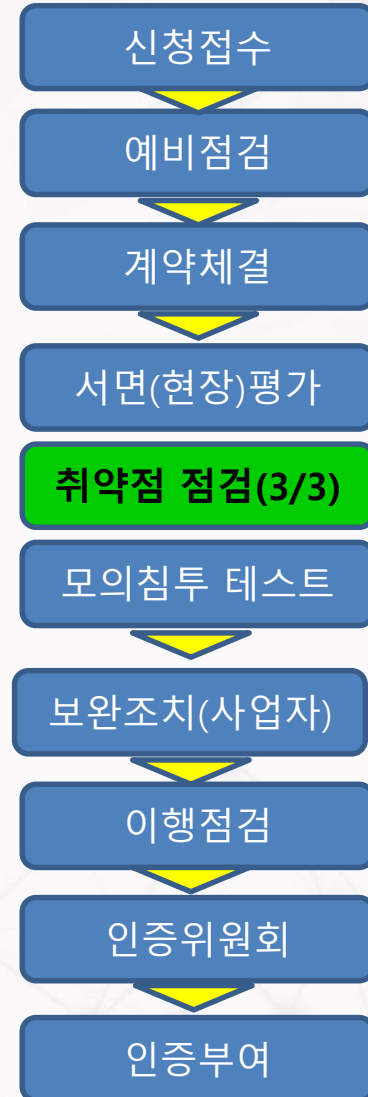 신청접수
예비점검
계약체결
서면(현장)평가
취약점 점검(3/3)
모의침투 테스트
보완조치(사업자)
이행점검
인증위원회
인증부여